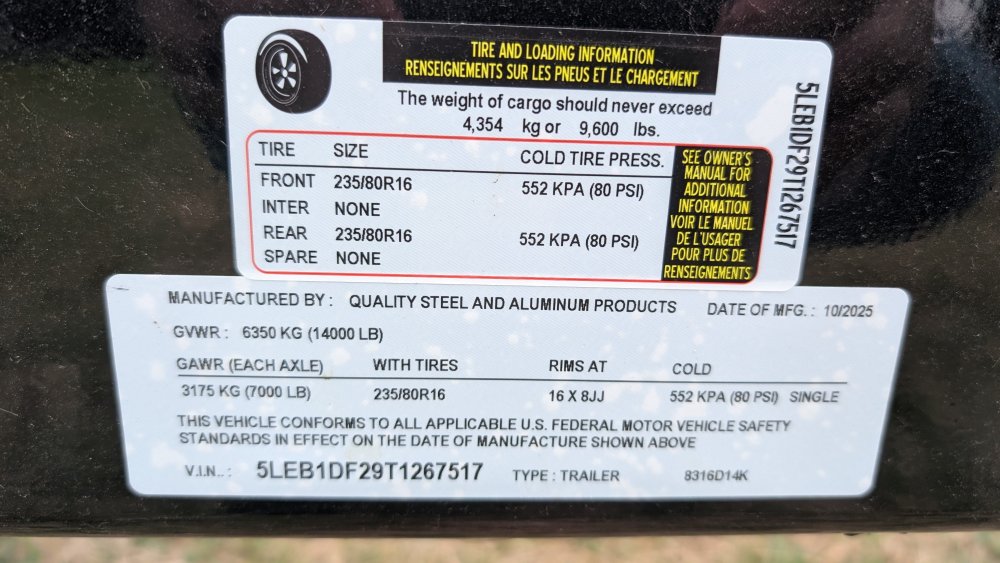 TIRE AND LOADING INFORMATION
RENSEIGNEMENTS SUR LES PNEUS ET LE CHARGEMENT
The weight of cargo should never exceed
4,354 kg or 9,600 lbs.
TIRE SIZE COLD TIRE PRESS.
FRONT 235/80R16 552 KPA (80 PSI)
INTER NONE
REAR 235/80R16 552 KPA (80 PSI)
SPARE NONE
SEE OWNER'S
MANUAL FOR
ADDITIONAL
INFORMATION
VOIR LE MANUEL
DE L'USAGER
POUR PLUS DE
RENSEIGNEMENTS
5LEB1DF29T1267517
MANUFACTURED BY : QUALITY STEEL AND ALUMINUM PRODUCTS DATE OF MFG. : 10/2025
GVWR : 6350 KG (14000 LB)
GAWR (EACH AXLE) WITH TIRES RIMS AT COLD
3175 KG (7000 LB) 235/80R16 16 X 8JJ 552 KPA (80 PSI) SINGLE
THIS VEHICLE CONFORMS TO ALL APPLICABLE U.S. FEDERAL MOTOR VEHICLE SAFETY
STANDARDS IN EFFECT ON THE DATE OF MANUFACTURE SHOWN ABOVE
V.I.N.. : 5LEB1DF29T1267517 TYPE : TRAILER 8316D14K